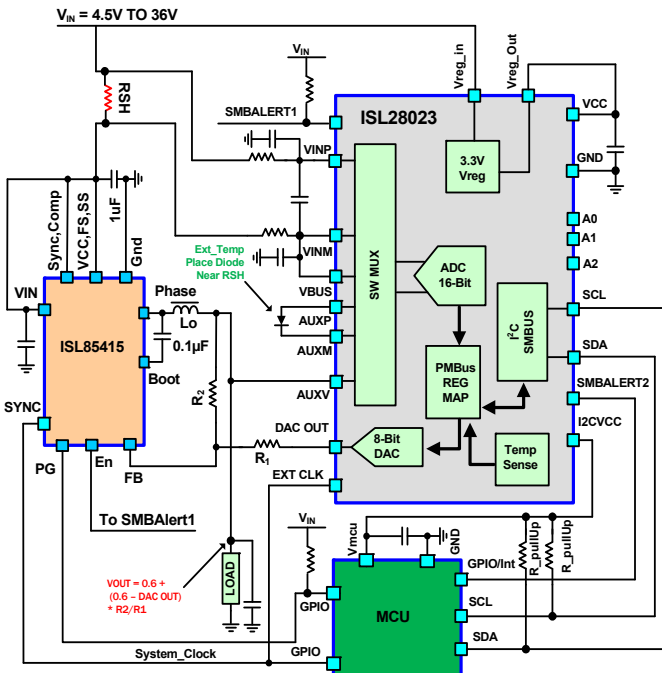 VIN = 4.5V TO 36V
RSH
VIN
SMBALERT1
Vreg_in
Vreg_Out
ISL28023
3.3V
Vreg
VCC
GND
A0
A1
A2
SCL
SDA
SMBALERT2
I2CVCC
VINP
VINM
VBUS
AUXP
AUXM
AUXV
DAC OUT
EXT CLK
SW MUX
ADC
16-Bit
I2C
SMBUS
PMBus
REG
MAP
8-Bit
DAC
Temp
Sense
Ext_Temp
Place Diode
Near RSH
Sync,Comp
VCC,FS,SS
1uF
Gnd
VIN
ISL85415
Phase
Lo
0.1µF
Boot
SYNC
PG
En
FB
R2
R1
To SMBAlert1
VOUT = 0.6 +
(0.6 – DAC OUT)
* R2/R1
LOAD
VIN
Vmcu
GND
R_pullUp
R_pullUp
GPIO/Int
SCL
SDA
MCU
GPIO
GPIO
System_Clock